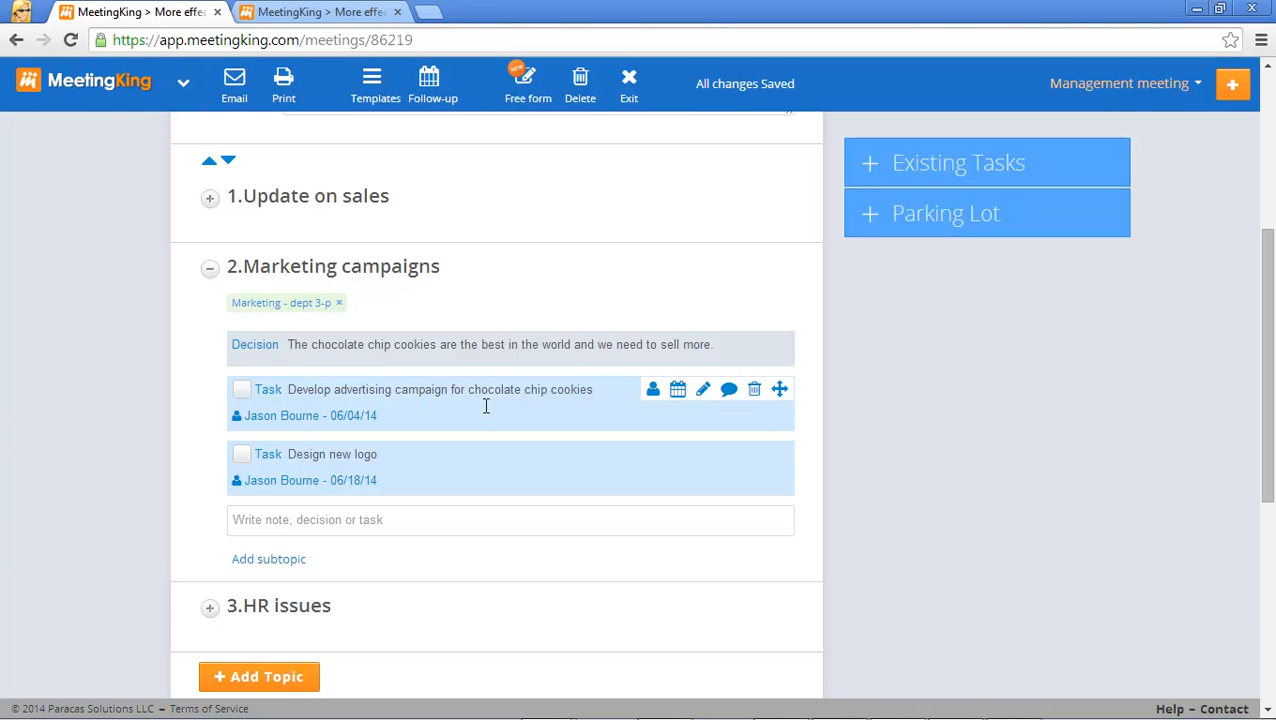 MeetingKing > More effe
MeetingKing > More effe
https://app.meetingking.com/meetings/86219
MeetingKing
Email
Print
Templates
Follow-up
NEW
Free form
Delete
Exit
All changes Saved
Management meeting
Existing Tasks
Parking Lot
1.Update on sales
2.Marketing campaigns
Marketing - dept 3-p ×
Decision The chocolate chip cookies are the best in the world and we need to sell more.
Task Develop advertising campaign for chocolate chip cookies
Jason Bourne - 06/04/14
Task Design new logo
Jason Bourne - 06/18/14
Write note, decision or task
Add subtopic
3.HR issues
+ Add Topic
© 2014 Paracas Solutions LLC – Terms of Service
Help – Contact